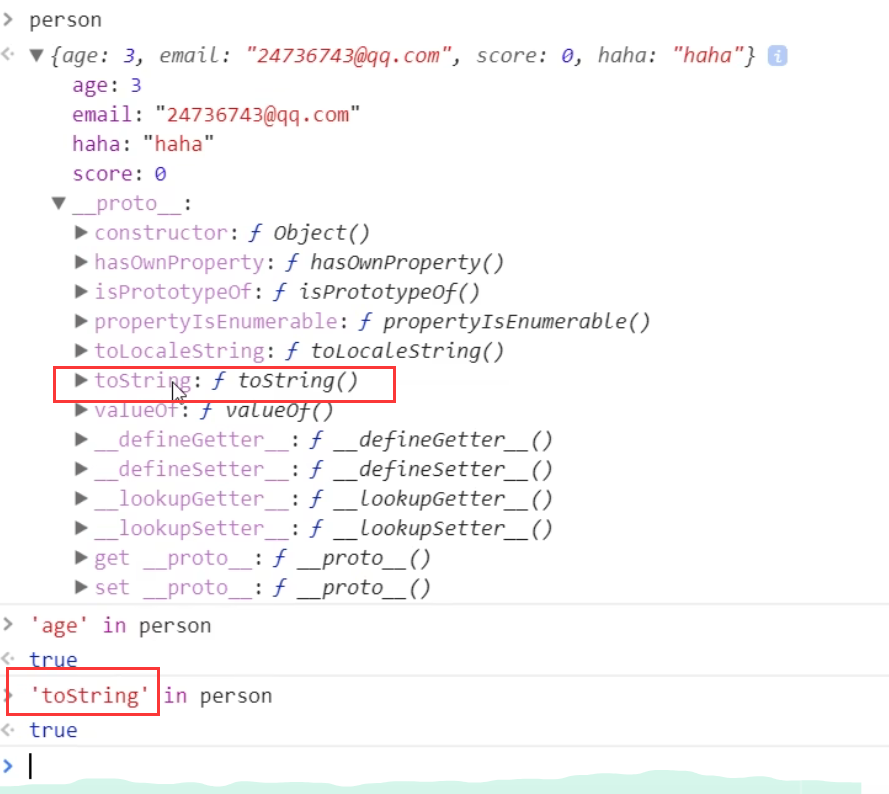 > person
{age: 3, email: "24736743@qq.com", score: 0, haha: "haha"} i
age: 3
email: "24736743@qq.com"
haha: "haha"
score: 0
__proto__:
constructor: ƒ Object()
hasOwnProperty: ƒ hasOwnProperty()
isPrototypeOf: ƒ isPrototypeOf()
propertyIsEnumerable: ƒ propertyIsEnumerable()
toLocaleString: ƒ toLocaleString()
toString: ƒ toString()
valueOf: ƒ valueOf()
__defineGetter__: ƒ __defineGetter__()
__defineSetter__: ƒ __defineSetter__()
__lookupGetter__: ƒ __lookupGetter__()
__lookupSetter__: ƒ __lookupSetter__()
get __proto__: ƒ __proto__()
set __proto__: ƒ __proto__()
> 'age' in person
true
> 'toString' in person
true
>